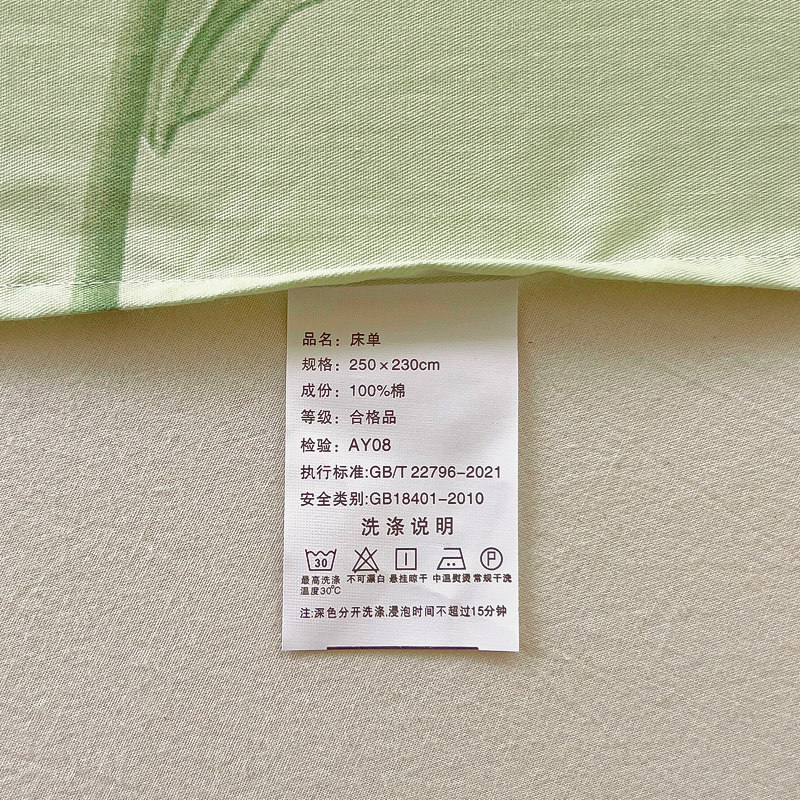 品名：床单
规格：250×230cm
成份：100%棉
等级：合格品
检验：AY08
执行标准:GB/T 22796-2021
安全类别:GB18401-2010
洗涤说明
30 P
最高洗涤温度30℃ 不可漂白 悬挂晾干 中温熨烫 常规干洗
注:深色分开洗涤,浸泡时间不超过15分钟